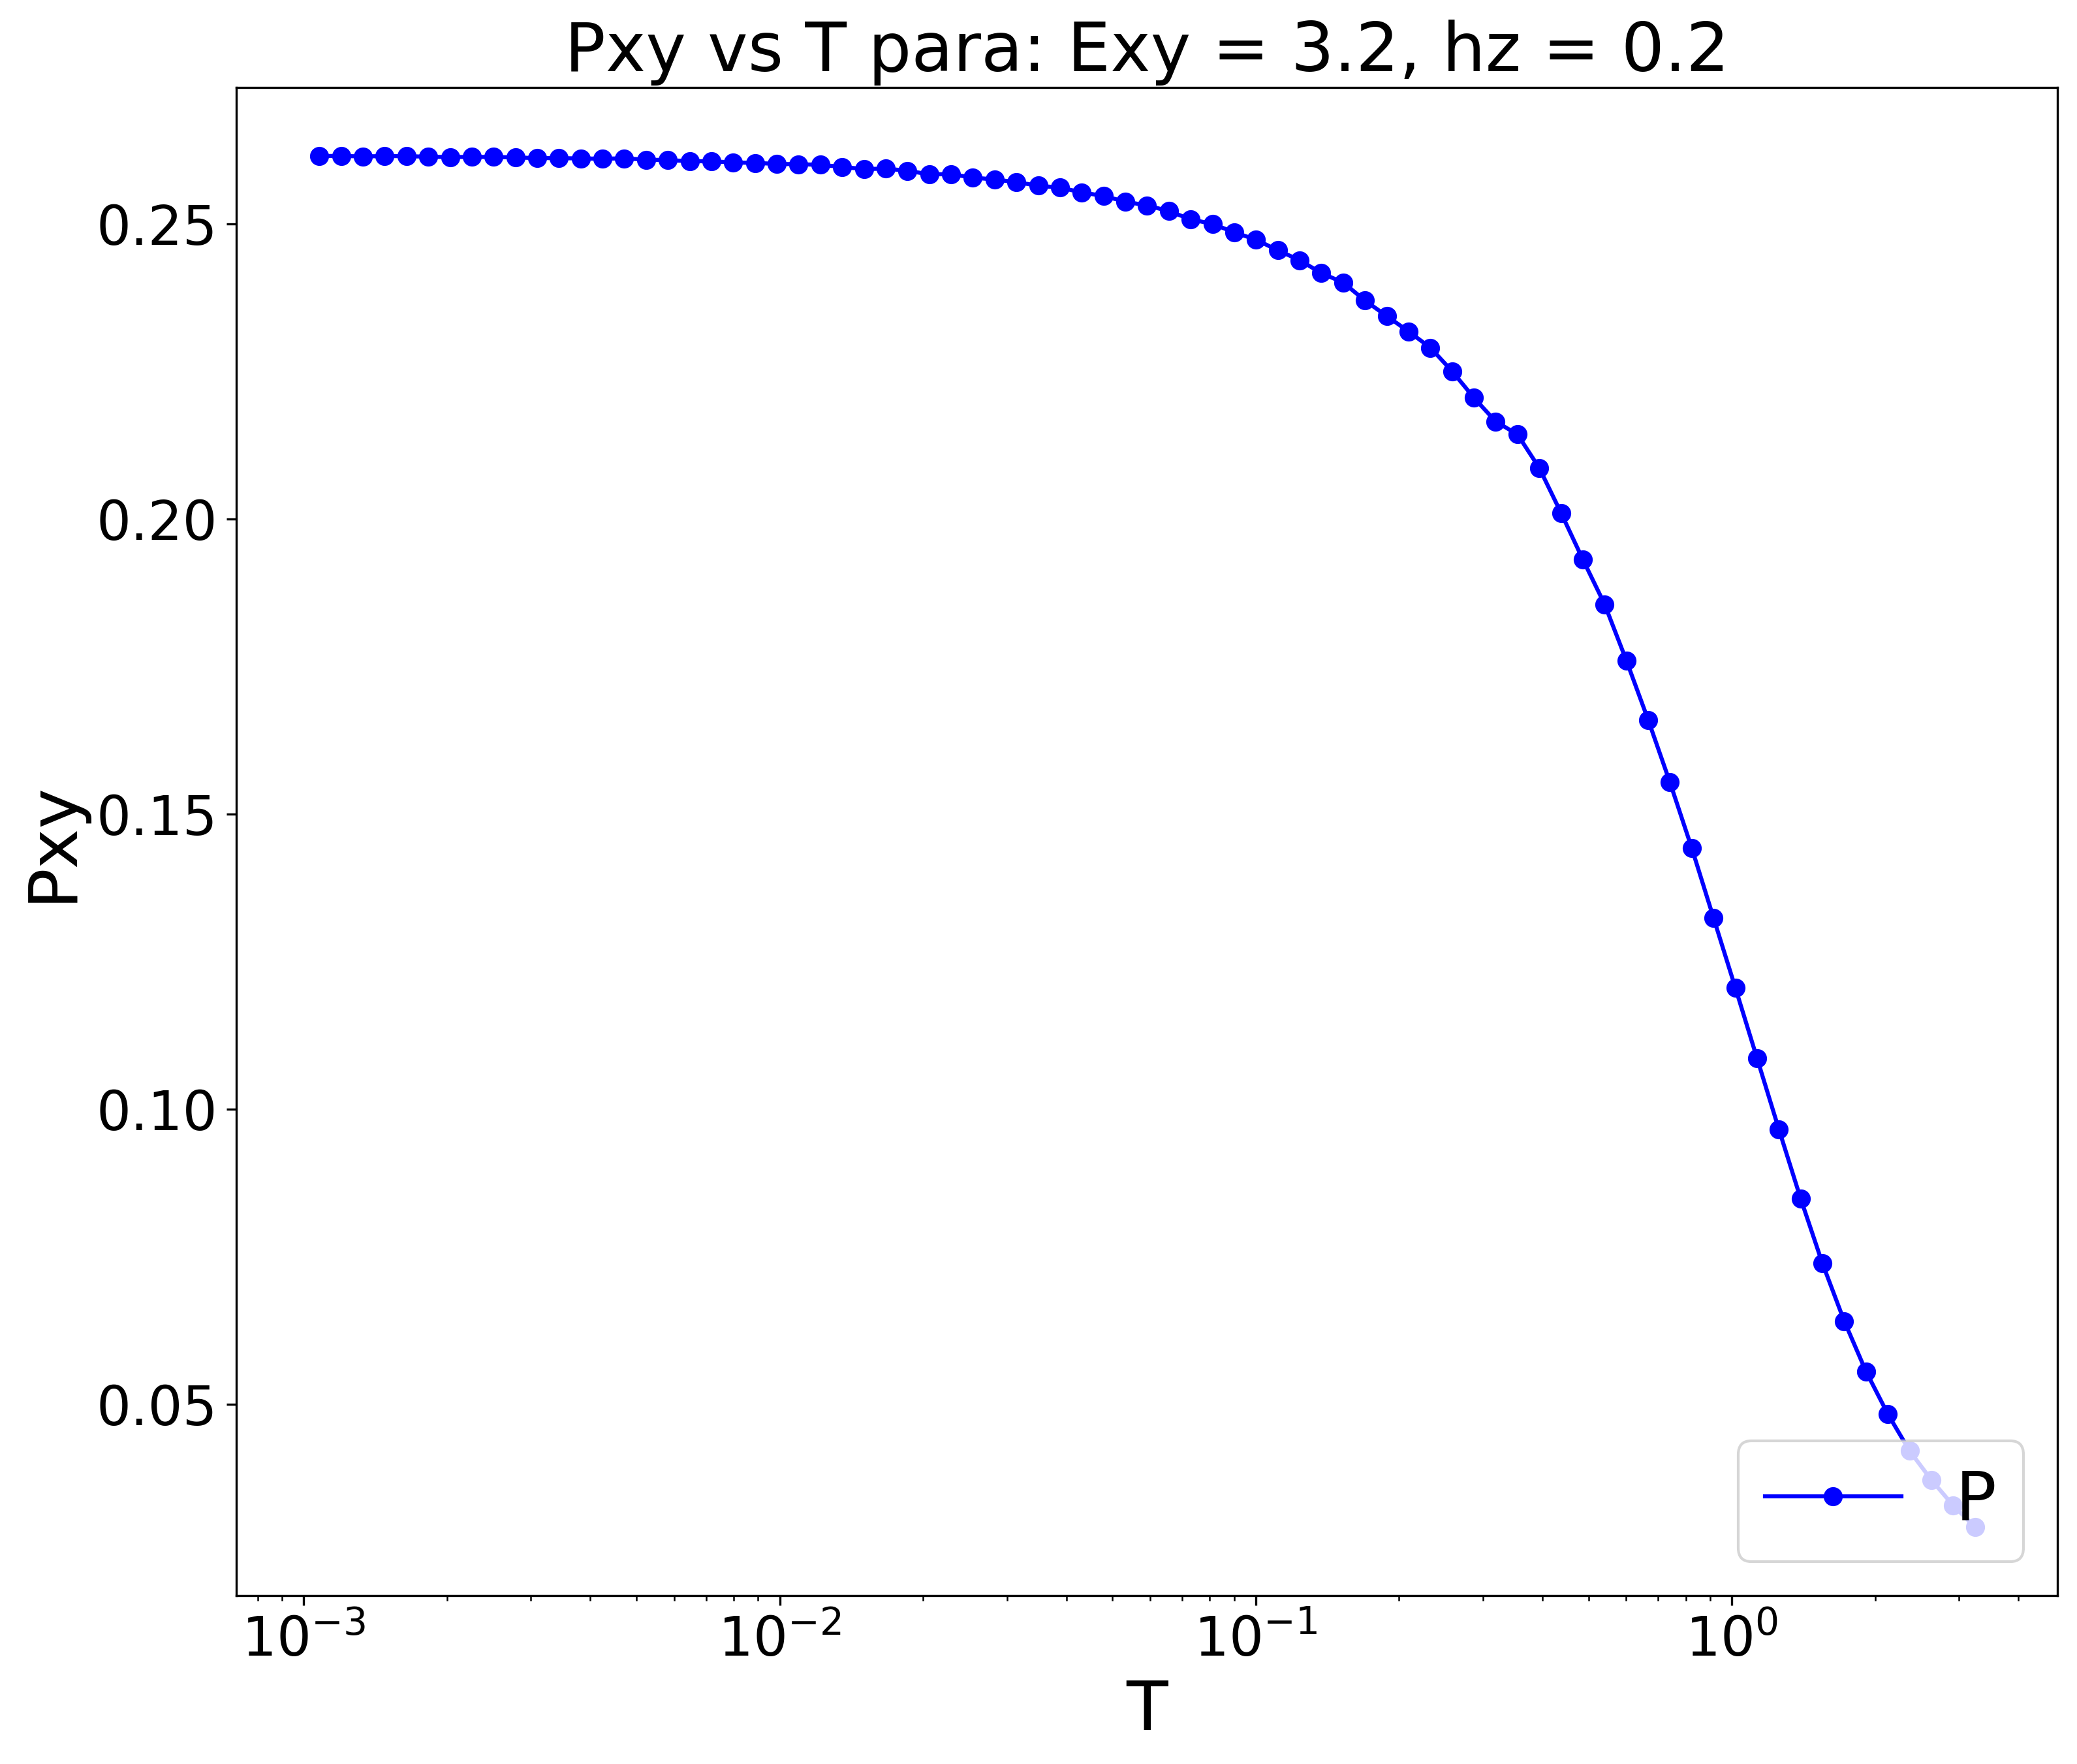 Pxy vs T para: Exy = 3.2, hz = 0.2
Pxy
0.25
0.20
0.15
0.10
0.05
P
10⁻³ 10⁻² 10⁻¹ 10⁰
T